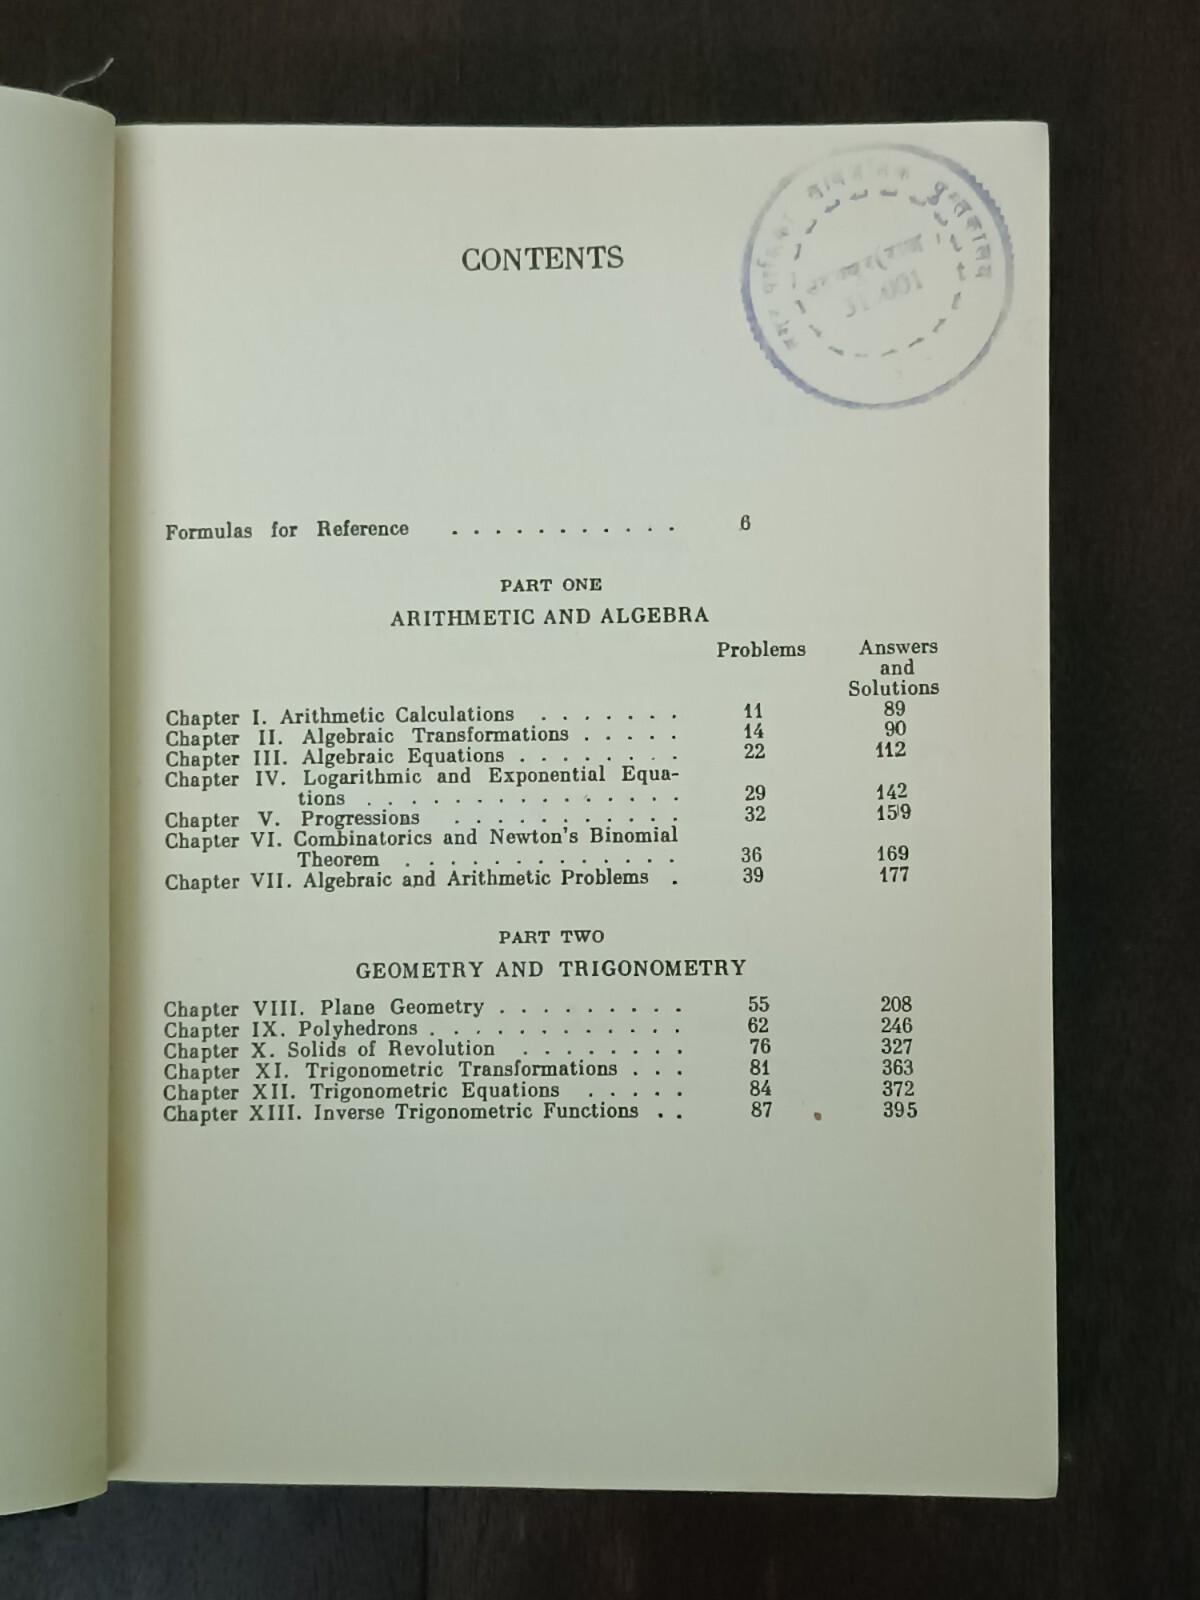 CONTENTS
पुस्तकालय
Formulas for Reference . . . . . . . . . . . 6
PART ONE
ARITHMETIC AND ALGEBRA
Problems Answers
and
Solutions
Chapter I. Arithmetic Calculations . . . . . . . 11 89
Chapter II. Algebraic Transformations . . . . . 14 90
Chapter III. Algebraic Equations . . . . . . . . 22 112
Chapter IV. Logarithmic and Exponential Equa-
tions . . . . . . . . . . . . . . . 29 142
Chapter V. Progressions . . . . . . . . . . . 32 159
Chapter VI. Combinatorics and Newton's Binomial
Theorem . . . . . . . . . . . . . 36 169
Chapter VII. Algebraic and Arithmetic Problems . 39 177
PART TWO
GEOMETRY AND TRIGONOMETRY
Chapter VIII. Plane Geometry . . . . . . . . . 55 208
Chapter IX. Polyhedrons . . . . . . . . . . . . 62 246
Chapter X. Solids of Revolution . . . . . . . . 76 327
Chapter XI. Trigonometric Transformations . . . 81 363
Chapter XII. Trigonometric Equations . . . . . 84 372
Chapter XIII. Inverse Trigonometric Functions . . 87 395